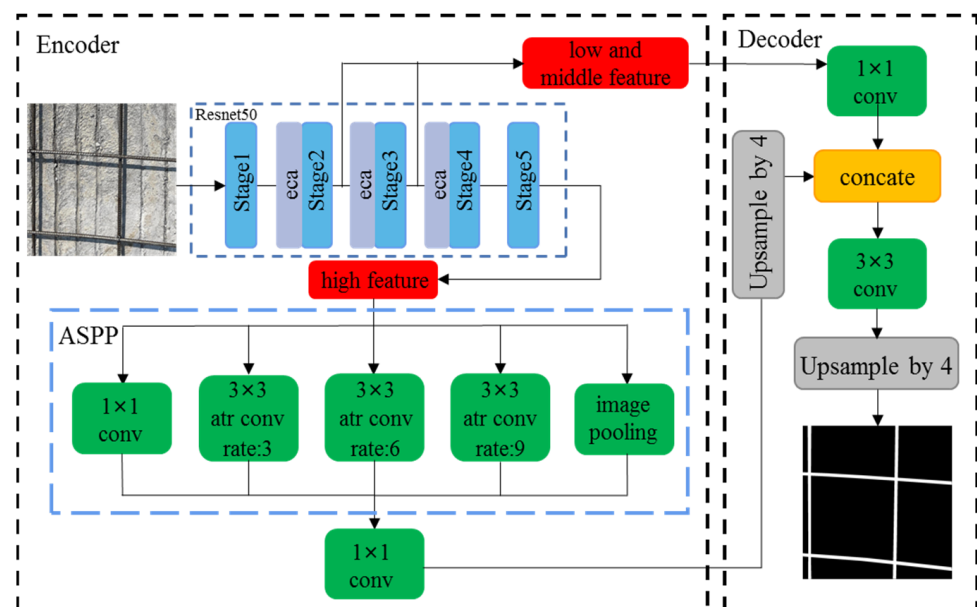 Encoder
low and
middle feature
Resnet50
Stage1
eca
Stage2
eca
Stage3
eca
Stage4
Stage5
high feature
ASPP
1×1
conv
3×3
atr conv
rate:3
3×3
atr conv
rate:6
3×3
atr conv
rate:9
image
pooling
1×1
conv
Decoder
1×1
conv
Upsample by 4
concate
3×3
conv
Upsample by 4